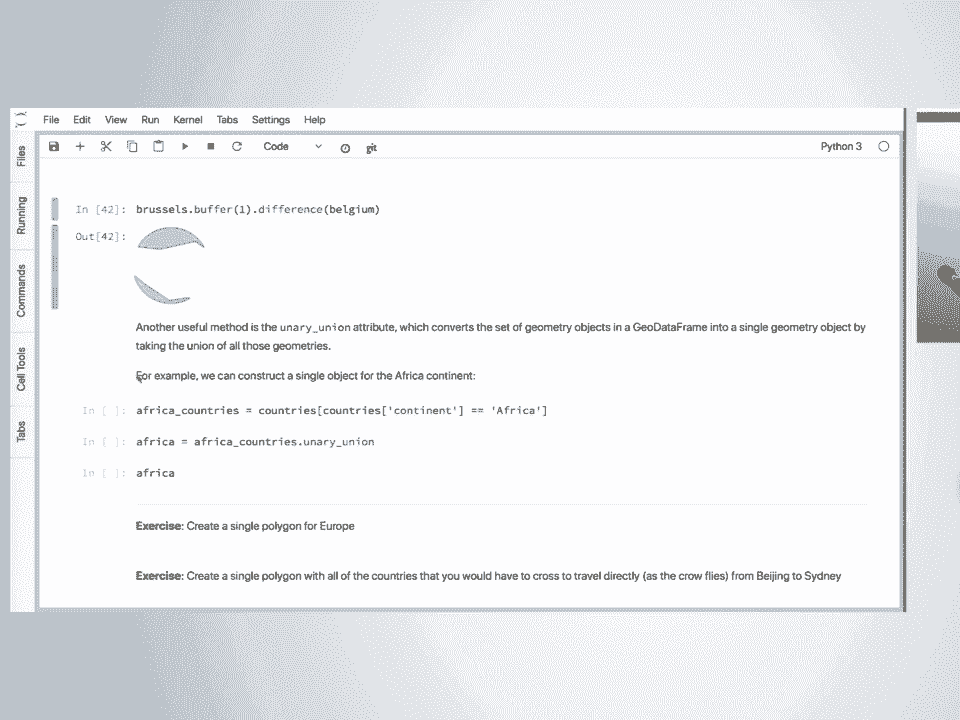 File Edit View Run Kernel Tabs Settings Help
Code
git
Python 3
Files
Running
Commands
Cell Tools
Tabs
In [42]: brussels.buffer(1).difference(belgium)
Out[42]:
Another useful method is the unary_union attribute, which converts the set of geometry objects in a GeoDataFrame into a single geometry object by
taking the union of all those geometries.
For example, we can construct a single object for the Africa continent:
In [ ]: africa_countries = countries[countries['continent'] == 'Africa']
In [ ]: africa = africa_countries.unary_union
In [ ]: africa
Exercise: Create a single polygon for Europe
Exercise: Create a single polygon with all of the countries that you would have to cross to travel directly (as the crow flies) from Beijing to Sydney